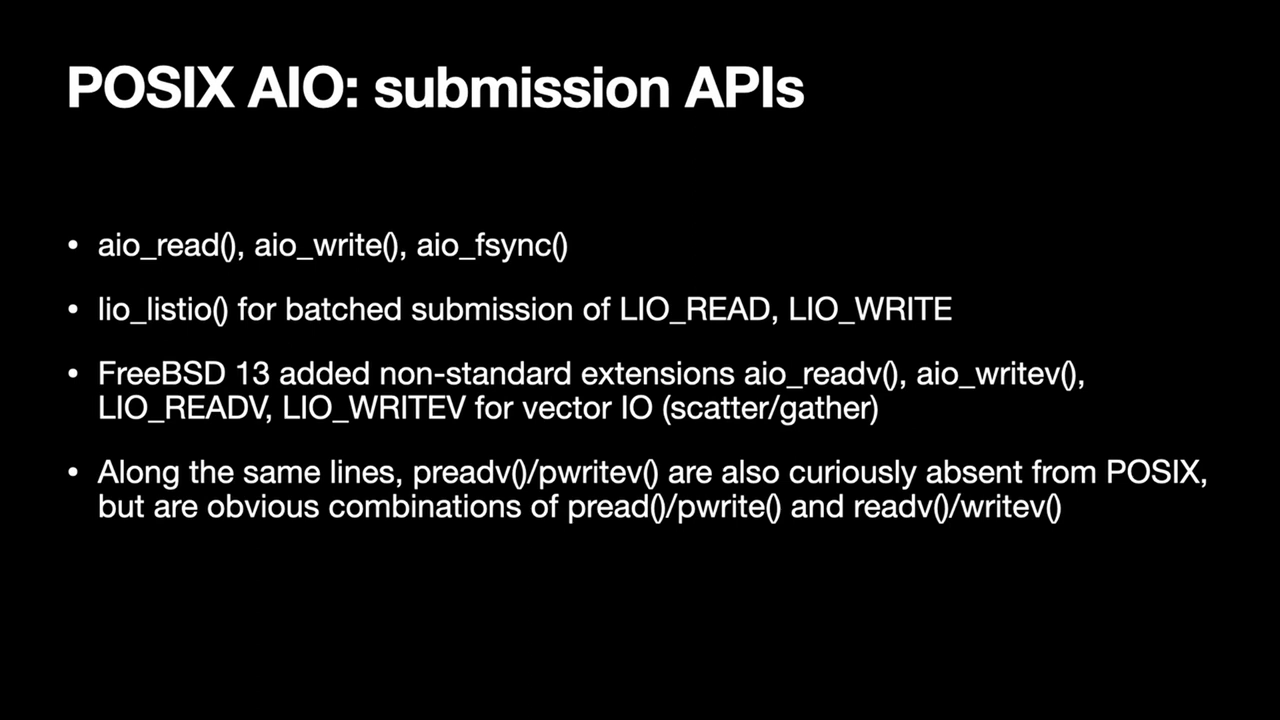 POSIX AIO: submission APIs
• aio_read(), aio_write(), aio_fsync()
• lio_listio() for batched submission of LIO_READ, LIO_WRITE
• FreeBSD 13 added non-standard extensions aio_readv(), aio_writev(),
LIO_READV, LIO_WRITEV for vector IO (scatter/gather)
• Along the same lines, preadv()/pwritev() are also curiously absent from POSIX,
but are obvious combinations of pread()/pwrite() and readv()/writev()